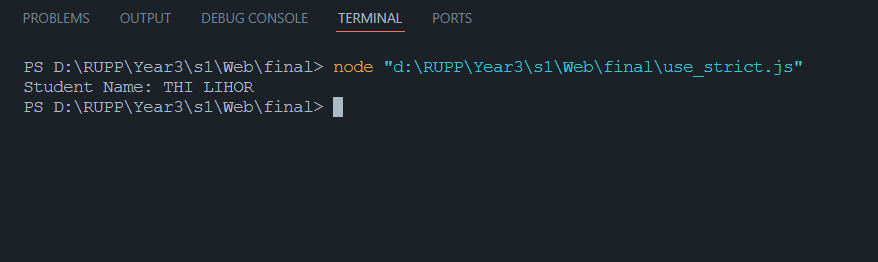 PROBLEMS OUTPUT DEBUG CONSOLE TERMINAL PORTS
PS D:\RUPP\Year3\s1\Web\final> node "d:\RUPP\Year3\s1\Web\final\use_strict.js"
Student Name: THI LIHOR
PS D:\RUPP\Year3\s1\Web\final>